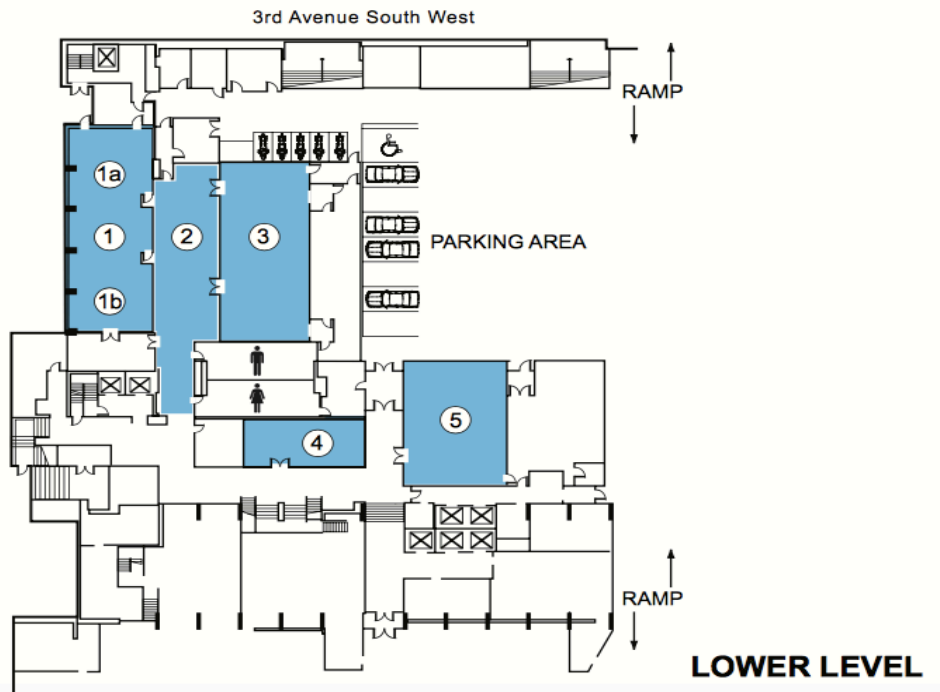 3rd Avenue South West
RAMP
1a
1
2
3
PARKING AREA
1b
4
5
RAMP
LOWER LEVEL